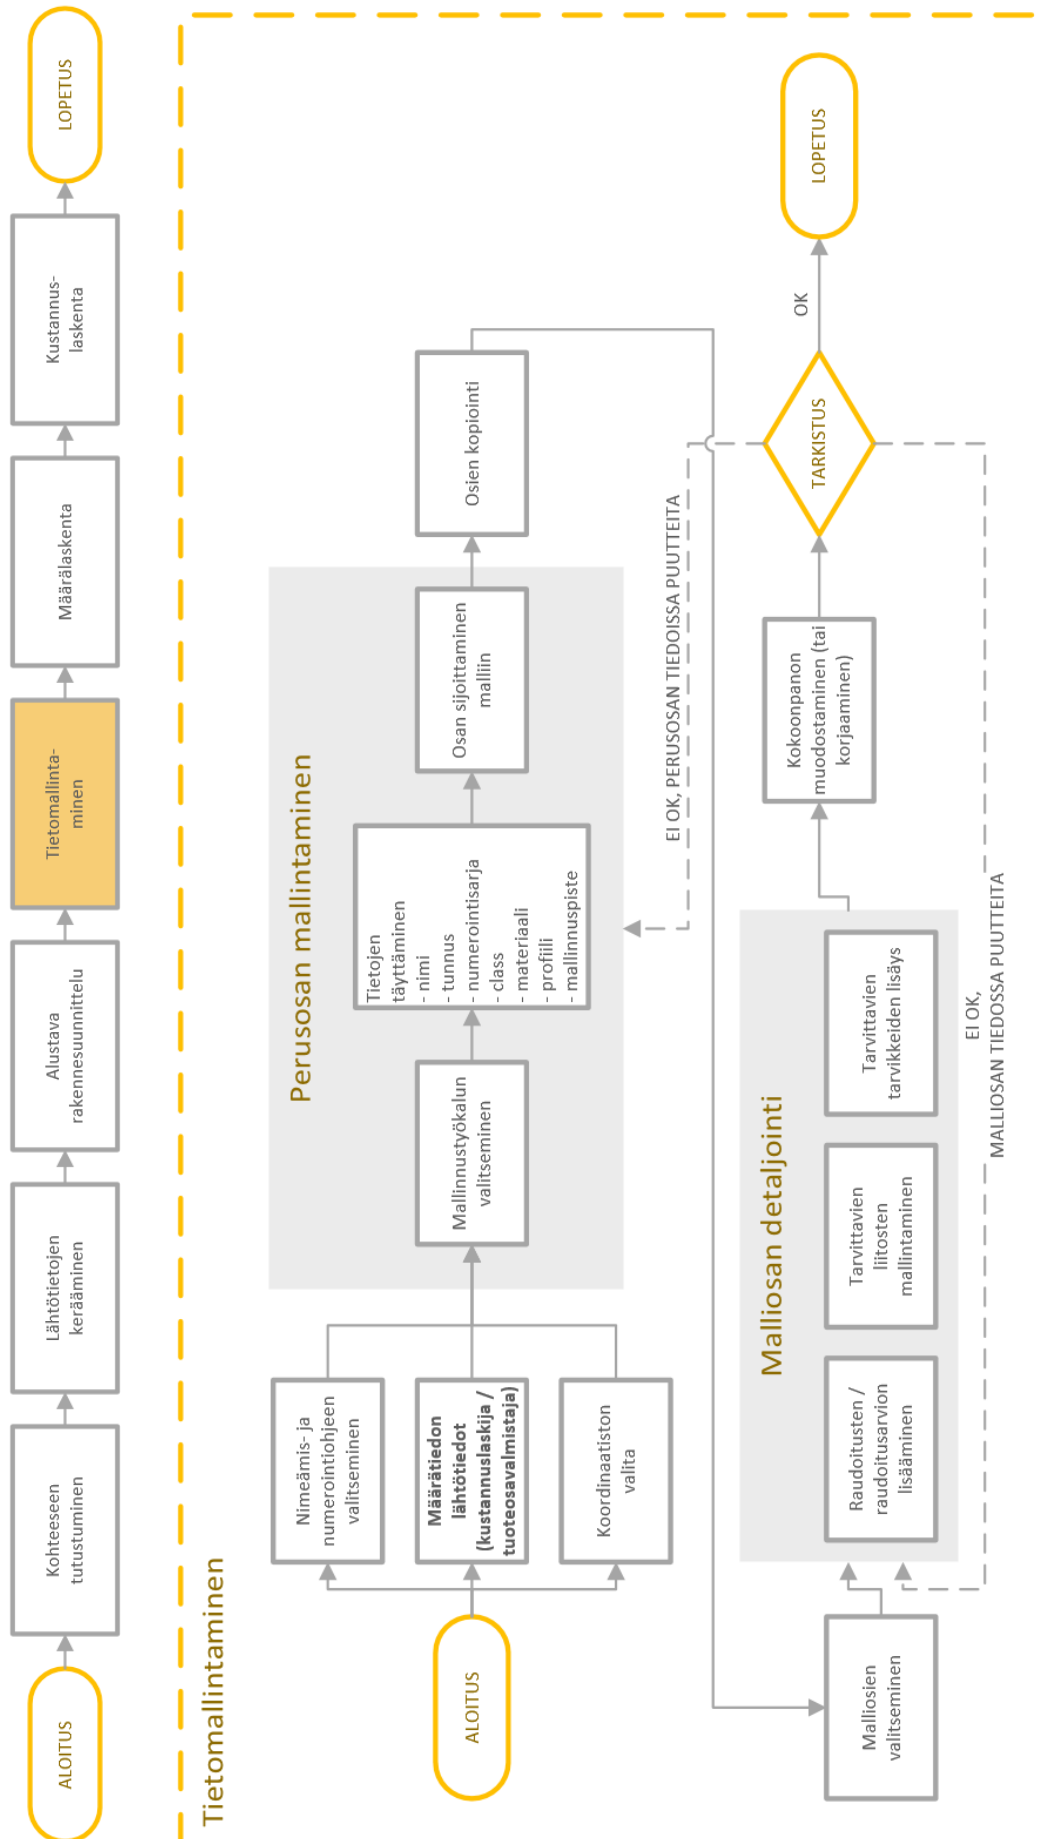 ALOITUS
Kohteeseen
tutustuminen
Lähtötietojen
kerääminen
Alustava
rakennesuunnittelu
Tietomallinta-
minen
Määrälaskenta
Kustannus-
laskenta
LOPETUS
Tietomallintaminen
ALOITUS
Nimeämis- ja
numerointiohjeen
valitseminen
Määrätiedon
lähtötiedot
(kustannuslaskija /
tuoteosavalmistaja)
Koordinaatiston
valita
Perusosan mallintaminen
Mallinnustyökalun
valitseminen
Tietojen
täyttäminen
- nimi
- tunnus
- numerointisarja
- class
- materiaali
- profiili
- mallinnuspiste
Osan sijoittaminen
malliin
Osien kopiointi
EI OK, PERUSOSAN TIEDOISSA PUUTTEITA
Malliosien
valitseminen
Malliosan detaljointi
Raudoitusten /
raudoitusarvion
lisääminen
Tarvittavien
liitosten
mallintaminen
Tarvittavien
tarvikkeiden lisäys
Kokoonpanon
muodostaminen (tai
korjaaminen)
TARKISTUS
OK
LOPETUS
EI OK,
MALLIOSAN TIEDOSSA PUUTTEITA